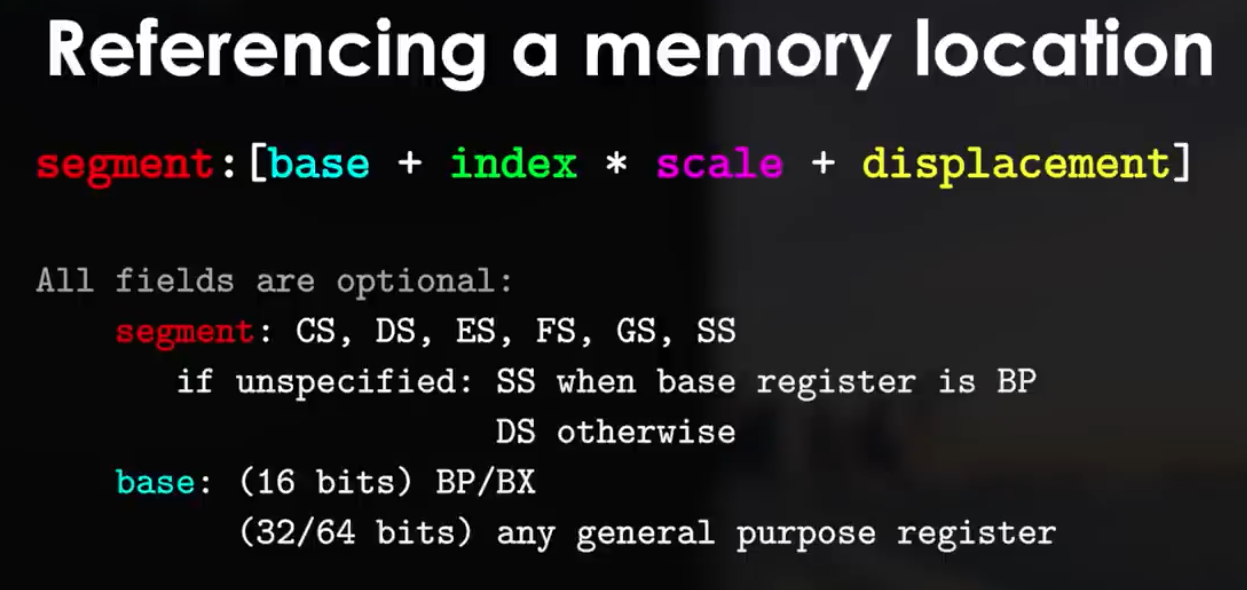 Referencing a memory location
segment:[base + index * scale + displacement]
All fields are optional:
segment: CS, DS, ES, FS, GS, SS
if unspecified: SS when base register is BP
DS otherwise
base: (16 bits) BP/BX
(32/64 bits) any general purpose register